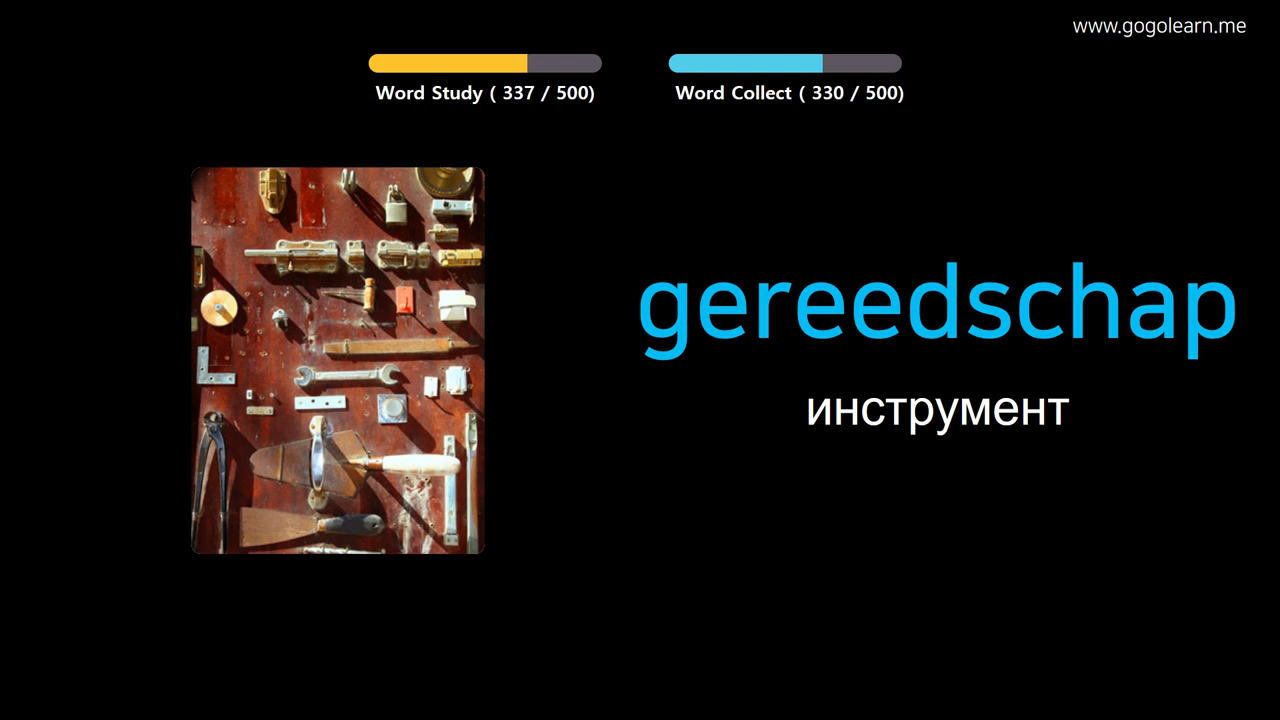 www.gogolearn.me
Word Study ( 337 / 500)
Word Collect ( 330 / 500)
gereedschap
инструмент